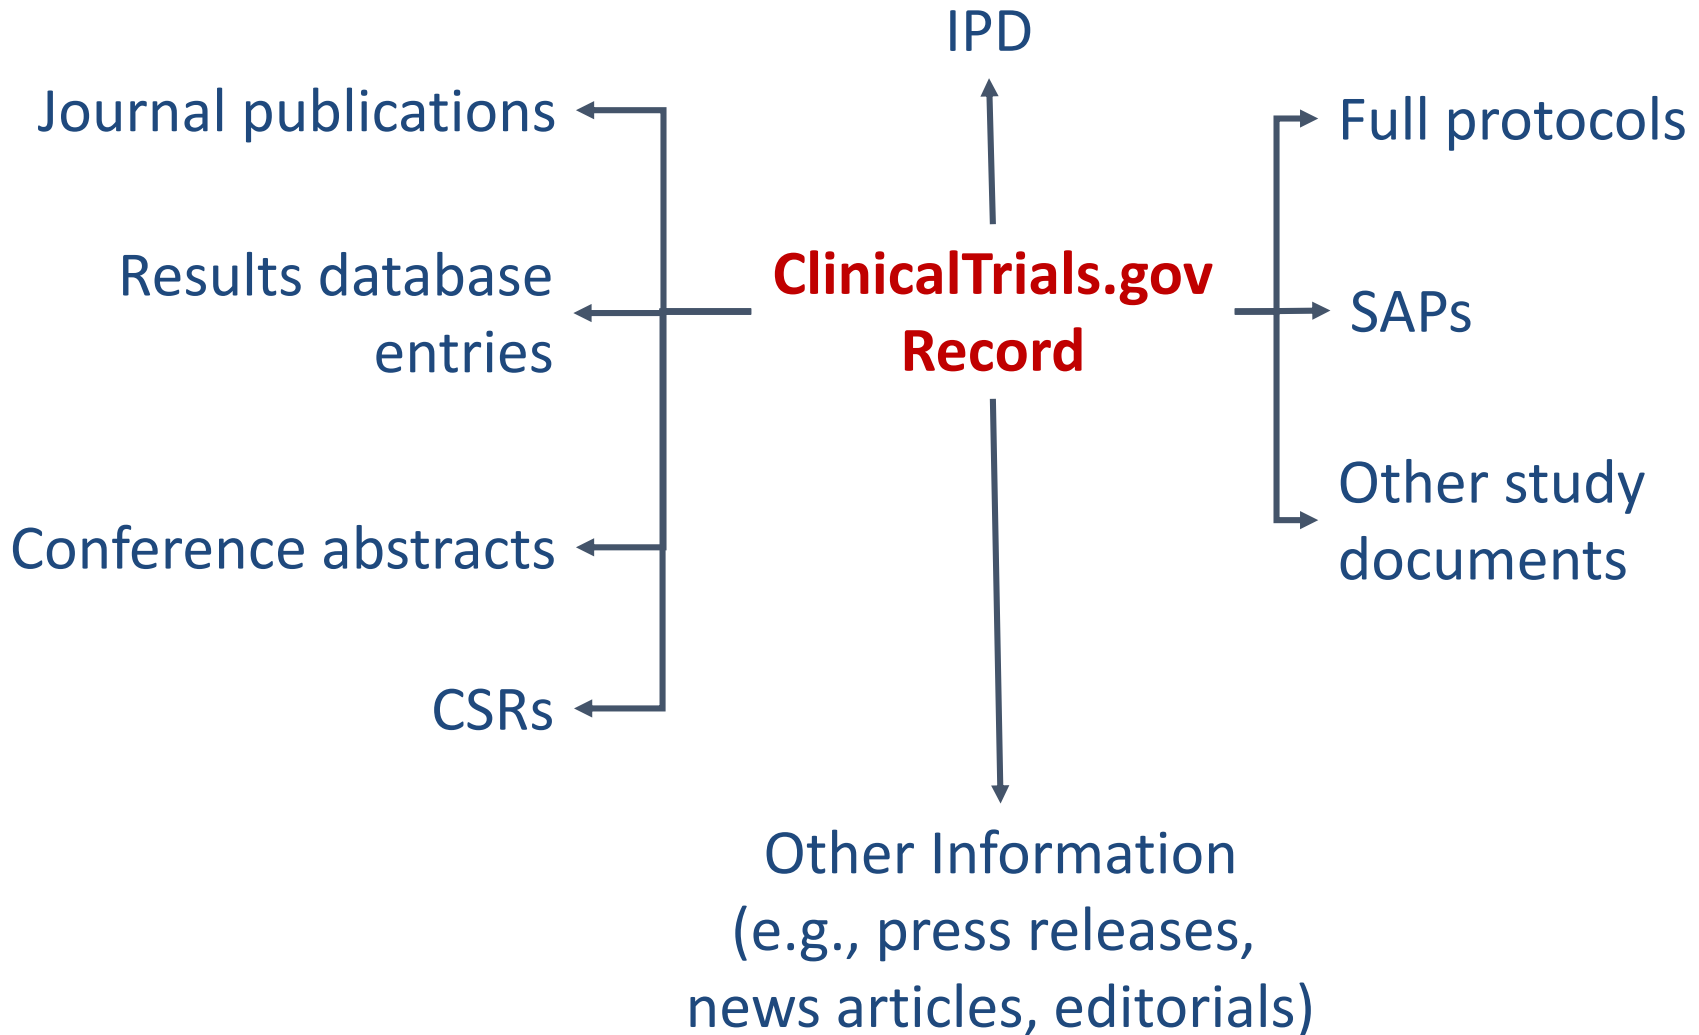 IPD
Journal publications
Full protocols
Results database
entries
ClinicalTrials.gov
Record
SAPs
Conference abstracts
Other study
documents
CSRs
Other Information
(e.g., press releases,
news articles, editorials)